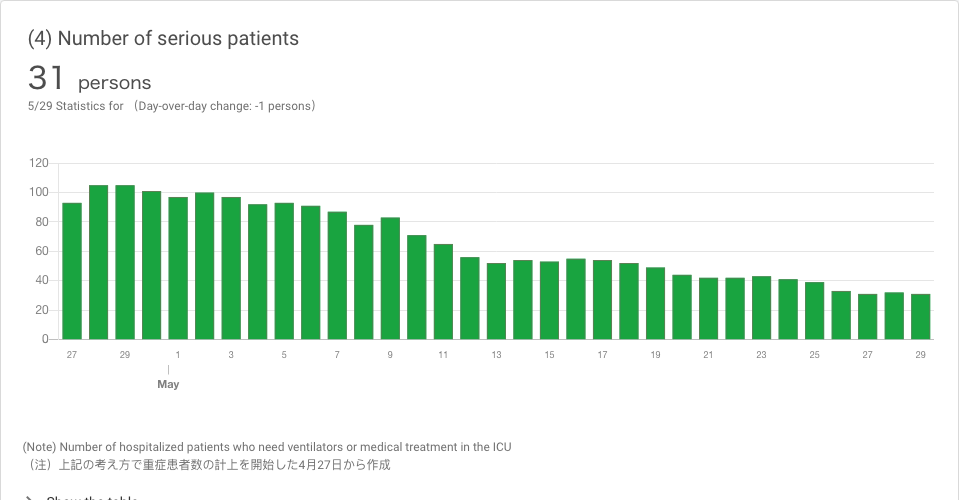 (4) Number of serious patients
31 persons
5/29 Statistics for （Day-over-day change: -1 persons）
120
100
80
60
40
20
0
27 29 1 3 5 7 9 11 13 15 17 19 21 23 25 27 29
May
(Note) Number of hospitalized patients who need ventilators or medical treatment in the ICU
（注）上記の考え方で重症患者数の計上を開始した4月27日から作成
Show the table